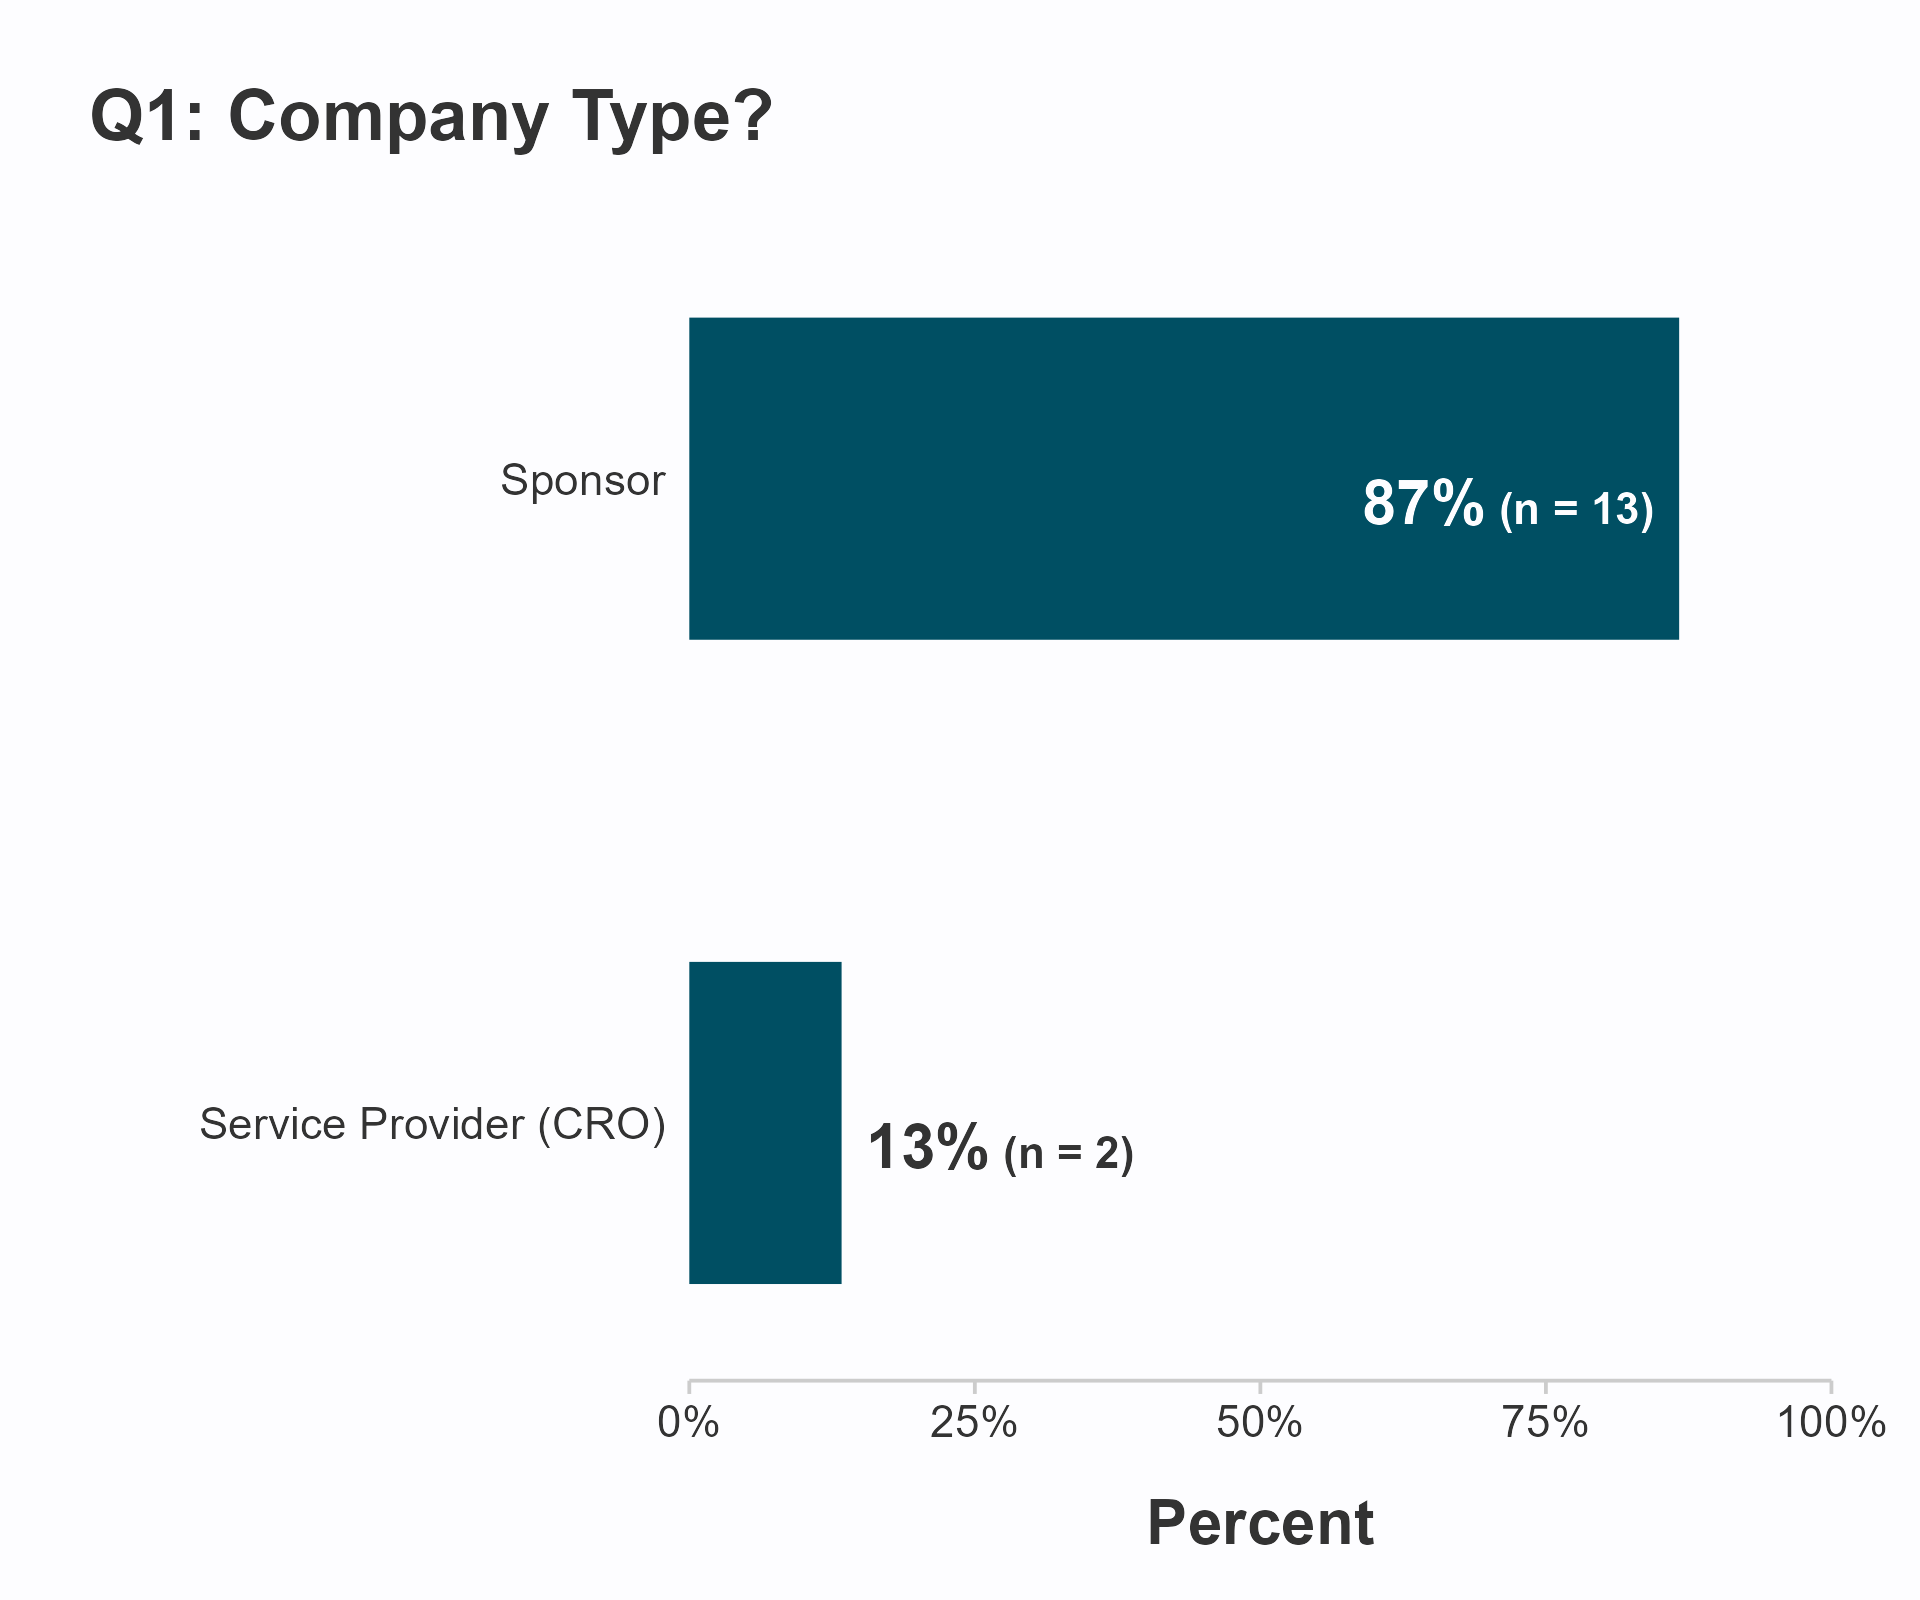 Q1: Company Type?
Sponsor
87% (n = 13)
Service Provider (CRO)
13% (n = 2)
0% 25% 50% 75% 100%
Percent